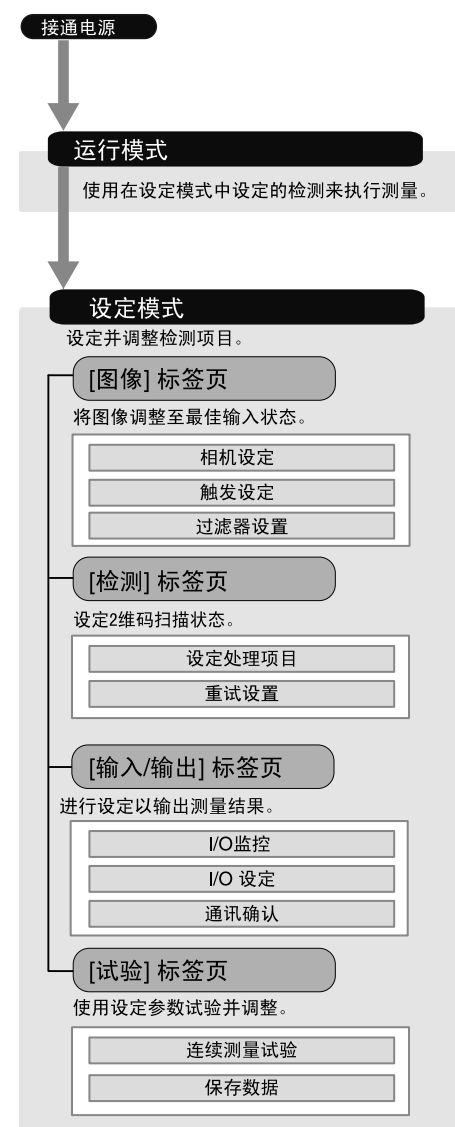 接通电源
运行模式
使用在设定模式中设定的检测来执行测量。
设定模式
设定并调整检测项目。
[图像] 标签页
将图像调整至最佳输入状态。
相机设定
触发设定
过滤器设置
[检测] 标签页
设定2维码扫描状态。
设定处理项目
重试设置
[输入/输出] 标签页
进行设定以输出测量结果。
I/O监控
I/O 设定
通讯确认
[试验] 标签页
使用设定参数试验并调整。
连续测量试验
保存数据